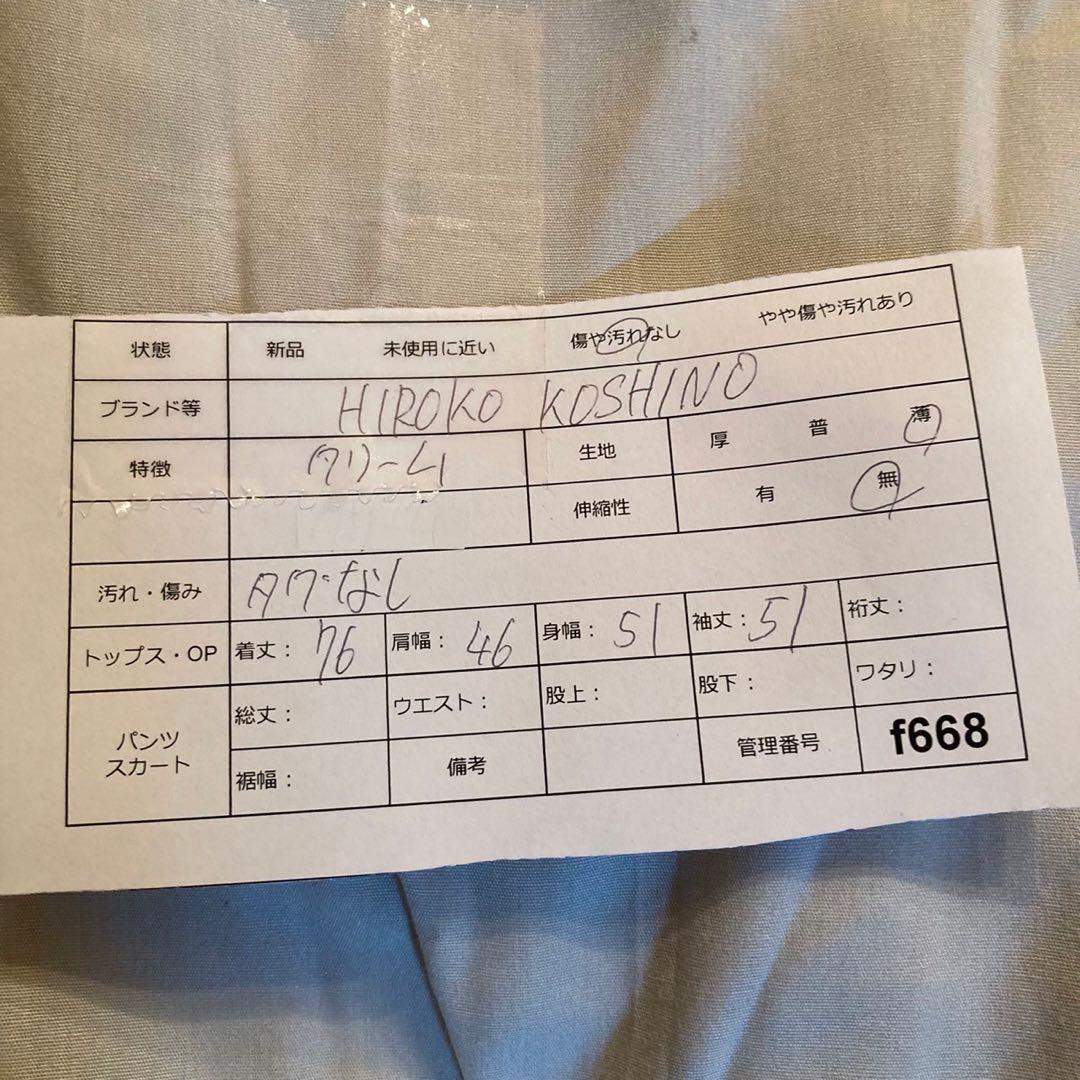 状態 新品 未使用に近い 傷や汚れなし やや傷や汚れあり
ブランド等 HIROKO KOSHINO
特徴 クリーム 生地 厚 普 薄
伸縮性 有 無
汚れ・傷み タグなし
トップス・OP 着丈: 76 肩幅: 46 身幅: 51 袖丈: 51 裄丈:
パンツ スカート 総丈: ウエスト: 股上: 股下: ワタリ:
裾幅: 備考 管理番号 f668